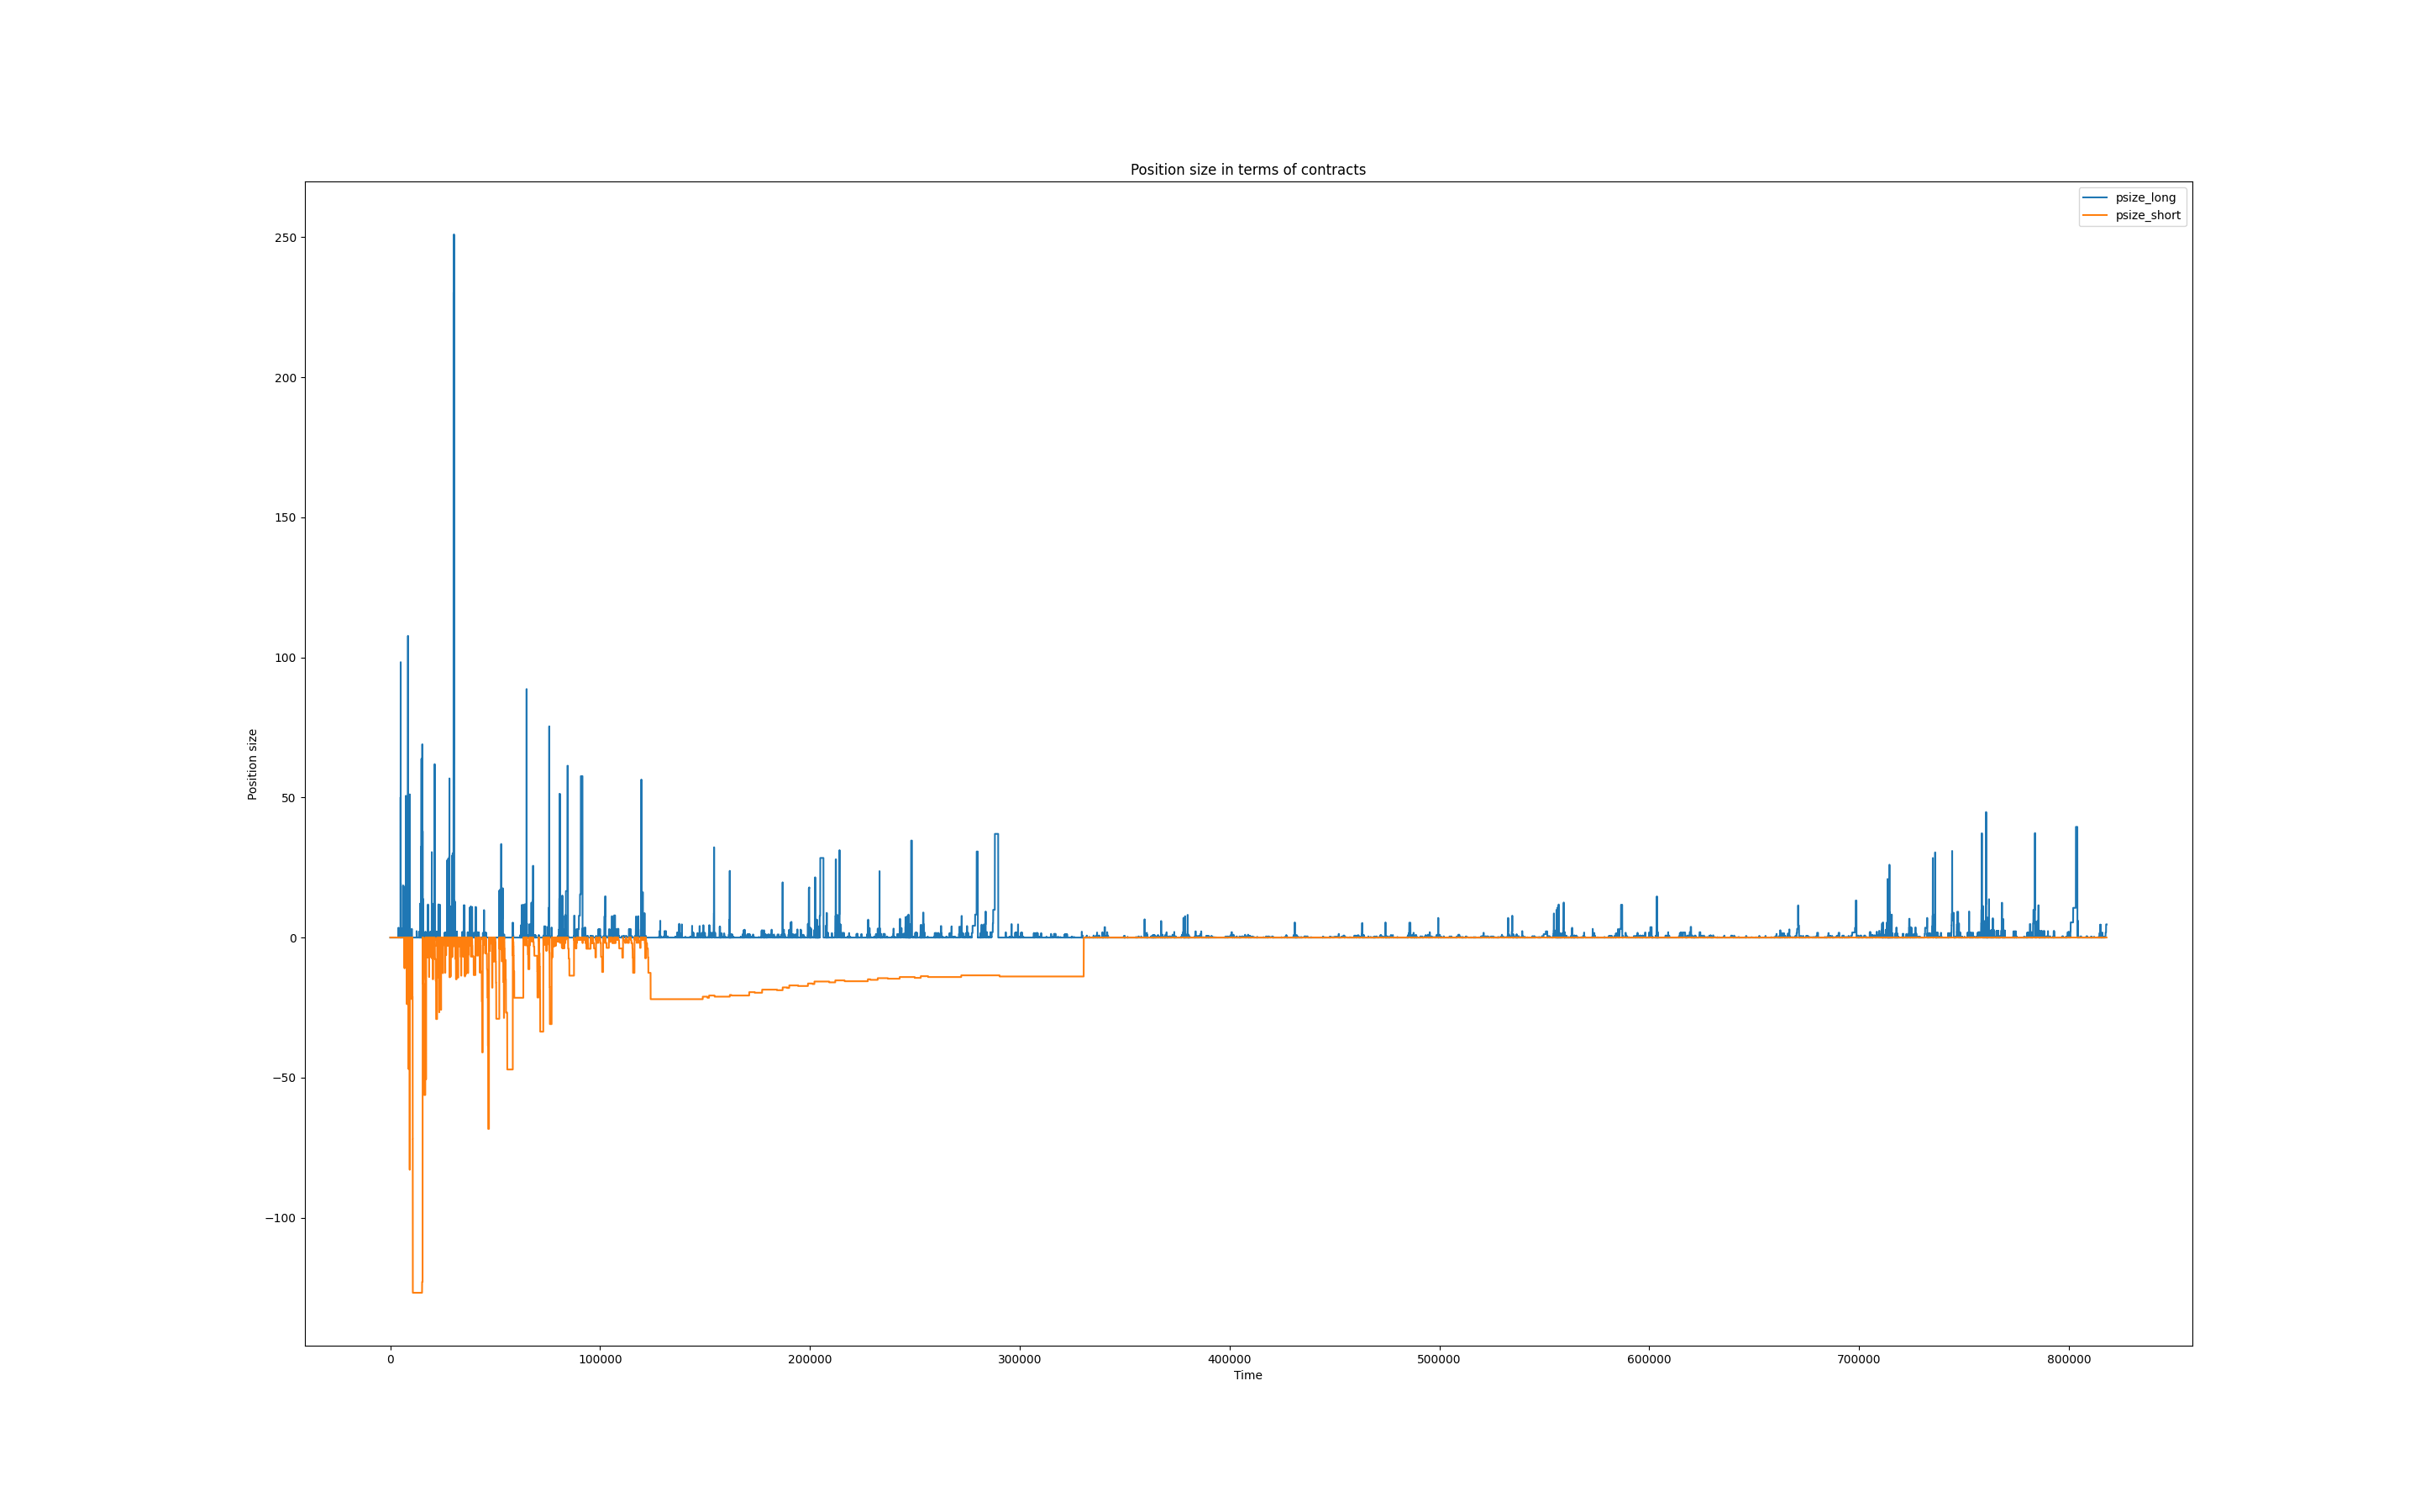 Position size in terms of contracts
psize_long
psize_short
250
200
150
100
50
0
−50
−100
Position size
0 100000 200000 300000 400000 500000 600000 700000 800000
Time